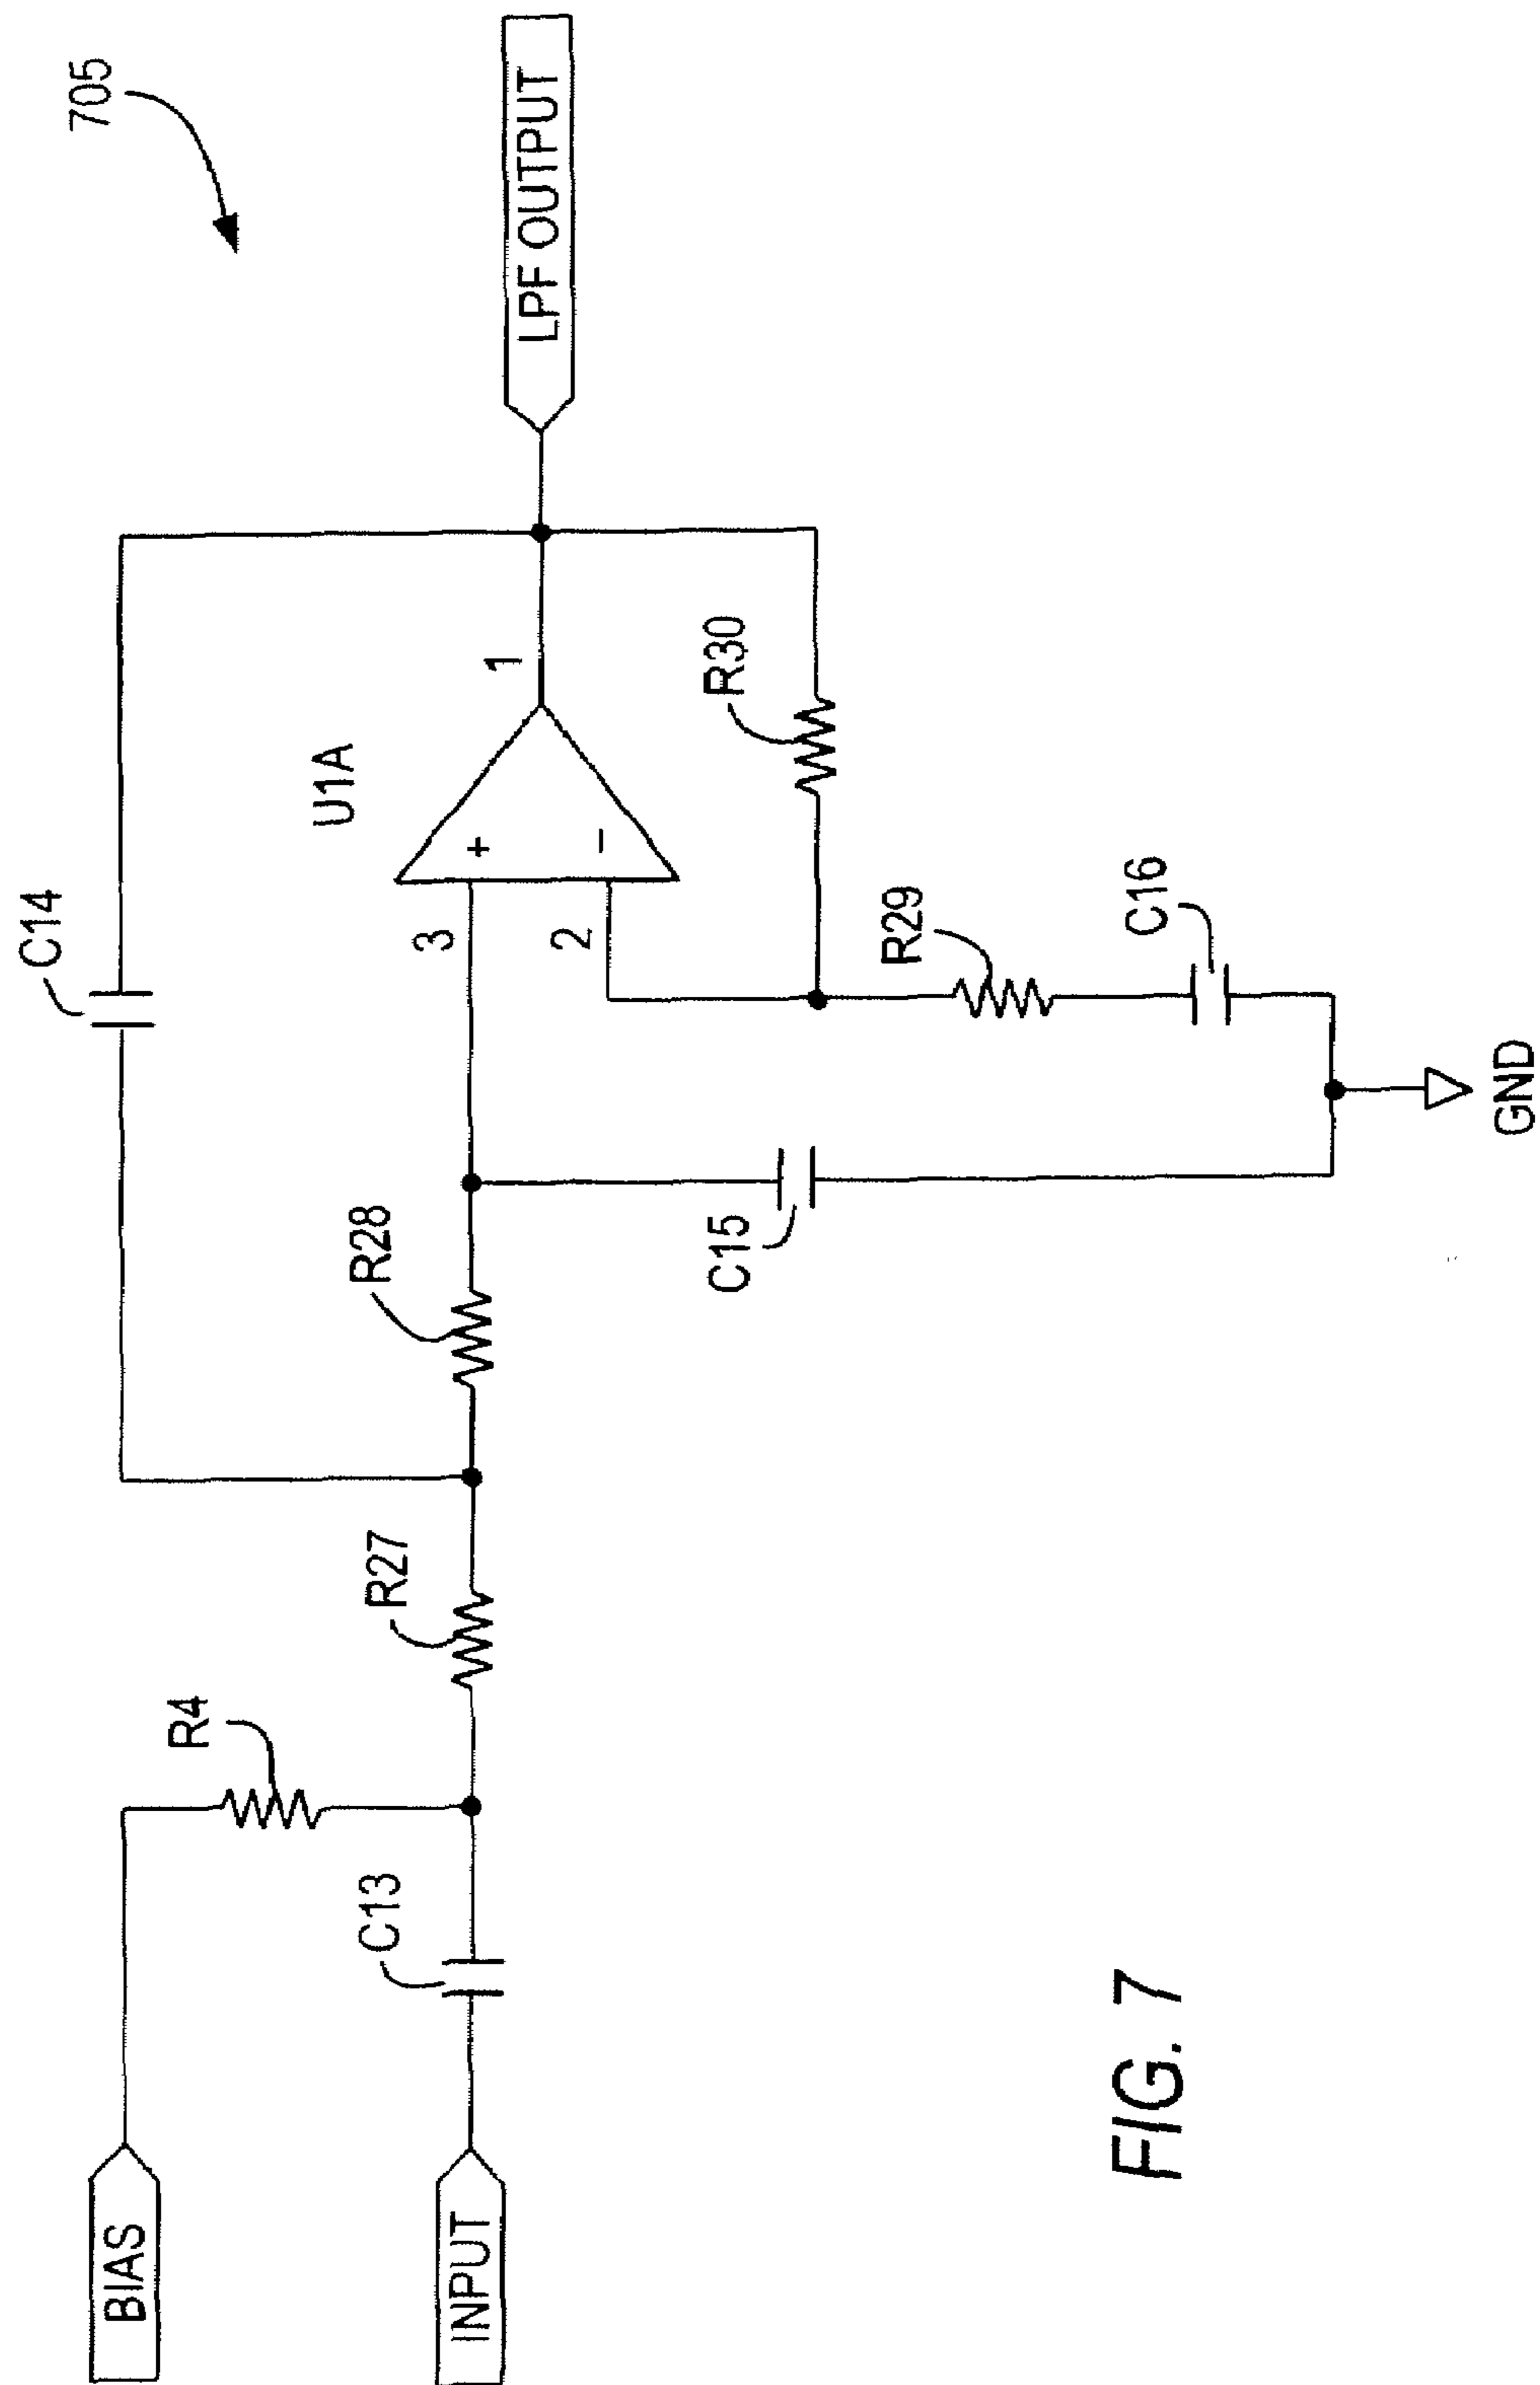 705
C14
U1A
LPF OUTPUT
+
−
3
2
1
R28
R27
R4
R30
BIAS
C13
INPUT
C15
R29
C16
GND
FIG. 7